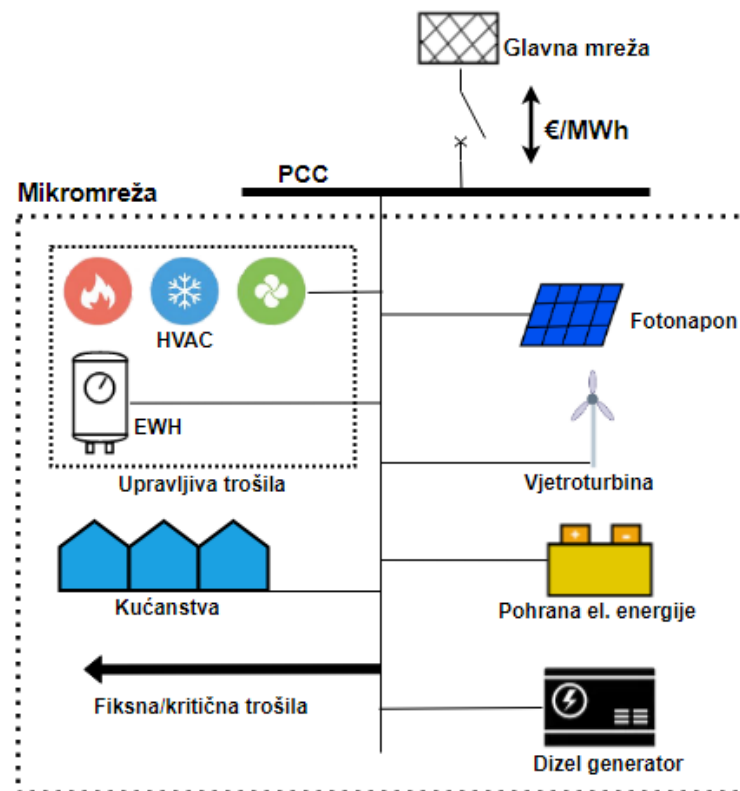 Glavna mreža
€/MWh
PCC
Mikromreža
HVAC
Fotonapon
EWH
Upravljiva trošila
Vjetroturbina
Kućanstva
Pohrana el. energije
Fiksna/kritična trošila
Dizel generator